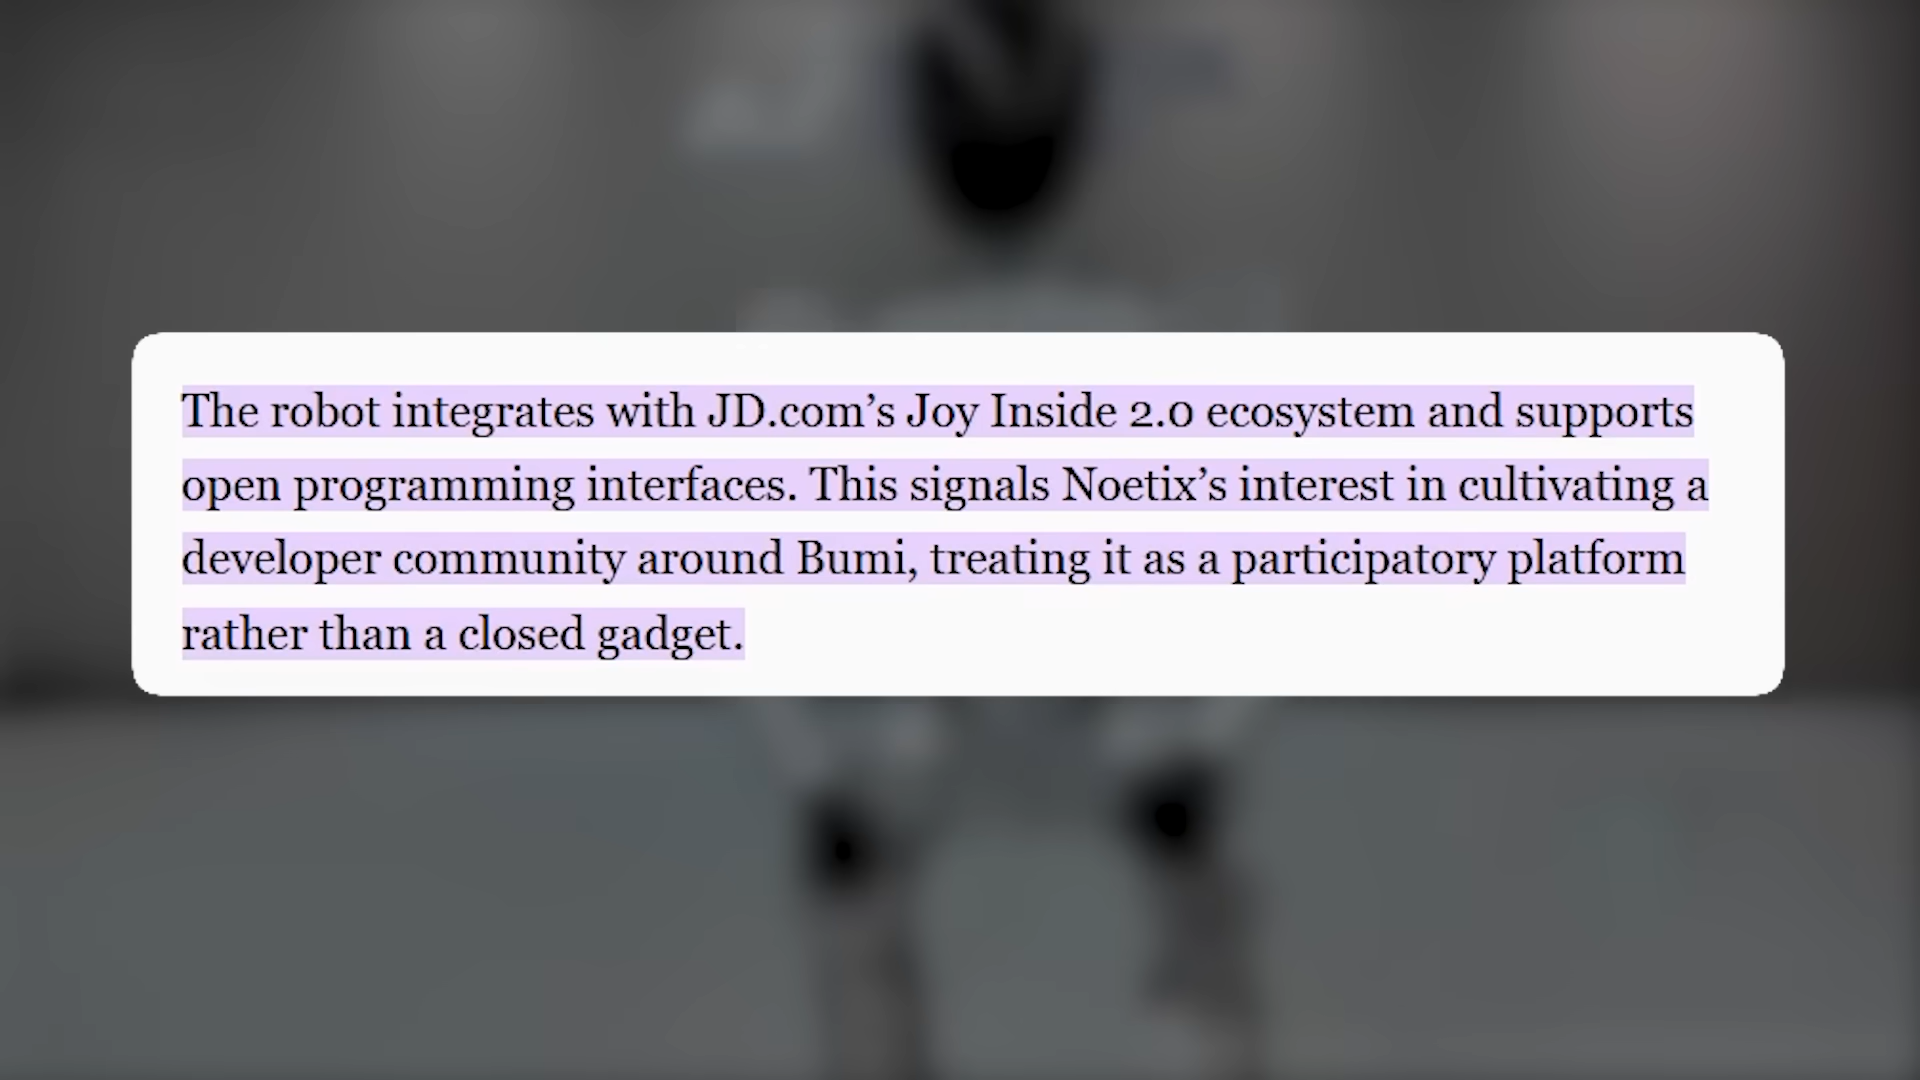 The robot integrates with JD.com’s Joy Inside 2.0 ecosystem and supports
open programming interfaces. This signals Noetix’s interest in cultivating a
developer community around Bumi, treating it as a participatory platform
rather than a closed gadget.